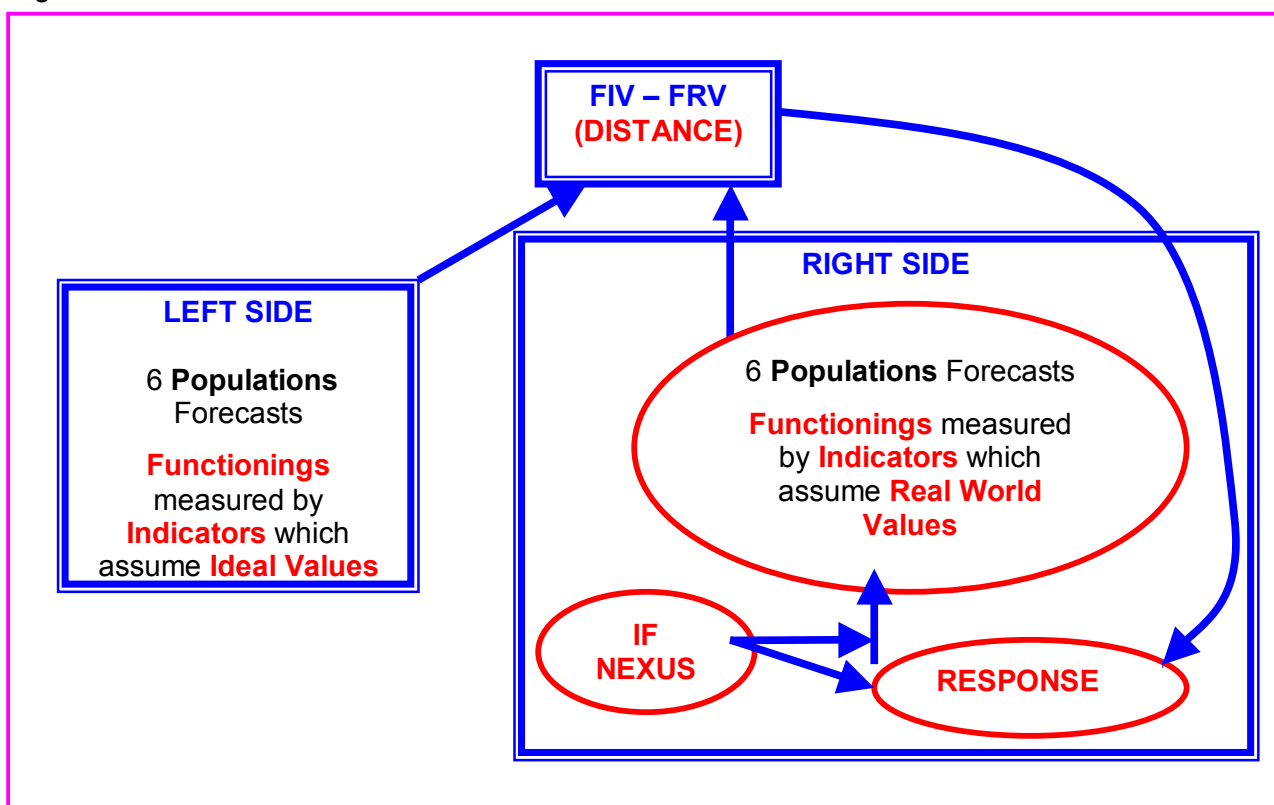 FIV – FRV
(DISTANCE)
RIGHT SIDE
LEFT SIDE
6 Populations
Forecasts
Functionings
measured by
Indicators which
assume Ideal Values
6 Populations Forecasts
Functionings measured
by Indicators which
assume Real World
Values
IF
NEXUS
RESPONSE